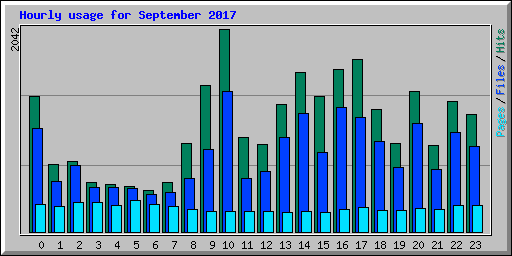 Hourly usage for September 2017
2042
Pages / Files / Hits
0 1 2 3 4 5 6 7 8 9 10 11 12 13 14 15 16 17 18 19 20 21 22 23